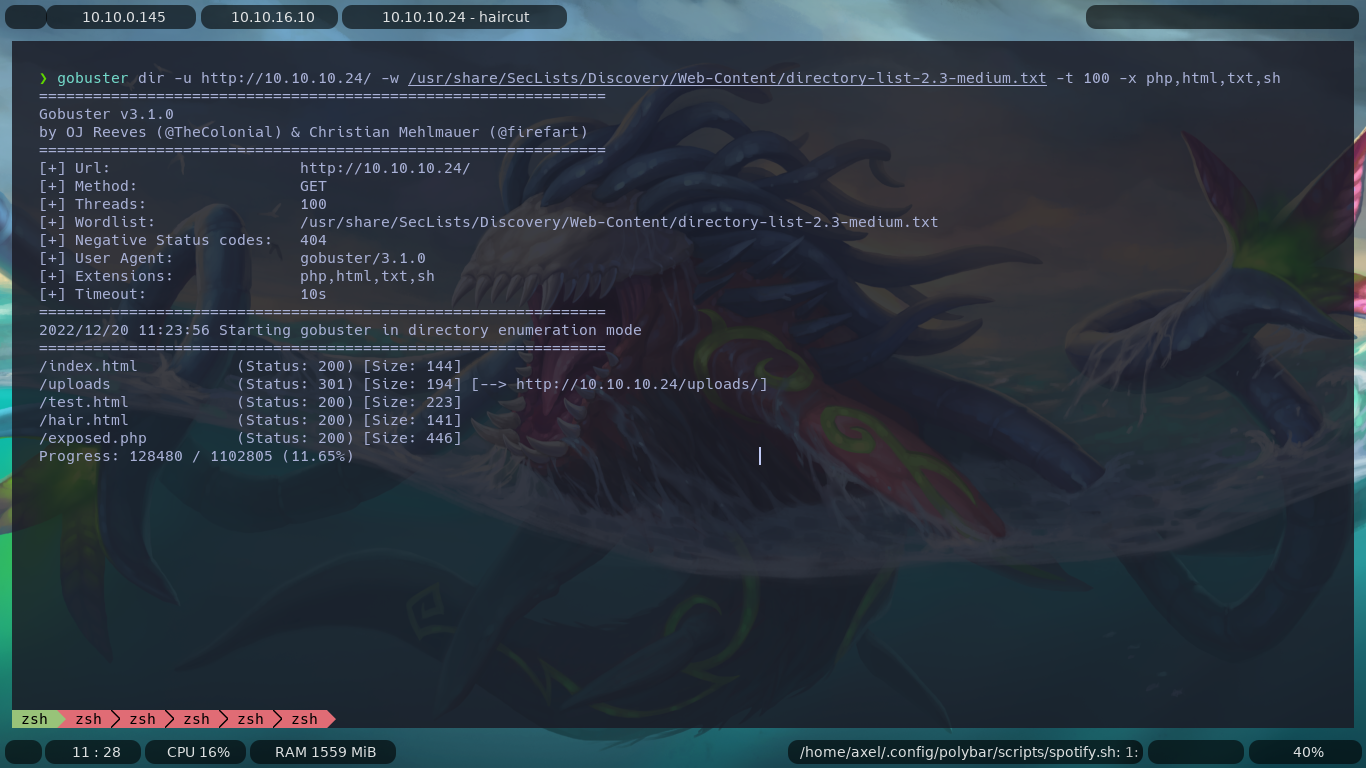 10.10.0.145
10.10.16.10
10.10.10.24 - haircut
❯ gobuster dir -u http://10.10.10.24/ -w /usr/share/SecLists/Discovery/Web-Content/directory-list-2.3-medium.txt -t 100 -x php,html,txt,sh
===============================================================
Gobuster v3.1.0
by OJ Reeves (@TheColonial) & Christian Mehlmauer (@firefart)
===============================================================
[+] Url:                     http://10.10.10.24/
[+] Method:                  GET
[+] Threads:                 100
[+] Wordlist:                /usr/share/SecLists/Discovery/Web-Content/directory-list-2.3-medium.txt
[+] Negative Status codes:   404
[+] User Agent:              gobuster/3.1.0
[+] Extensions:              php,html,txt,sh
[+] Timeout:                 10s
===============================================================
2022/12/20 11:23:56 Starting gobuster in directory enumeration mode
===============================================================
/index.html           (Status: 200) [Size: 144]
/uploads              (Status: 301) [Size: 194] [--> http://10.10.10.24/uploads/]
/test.html            (Status: 200) [Size: 223]
/hair.html            (Status: 200) [Size: 141]
/exposed.php          (Status: 200) [Size: 446]
Progress: 128480 / 1102805 (11.65%)
zsh zsh zsh zsh zsh zsh
11 : 28
CPU 16%
RAM 1559 MiB
/home/axel/.config/polybar/scripts/spotify.sh: 1:
40%